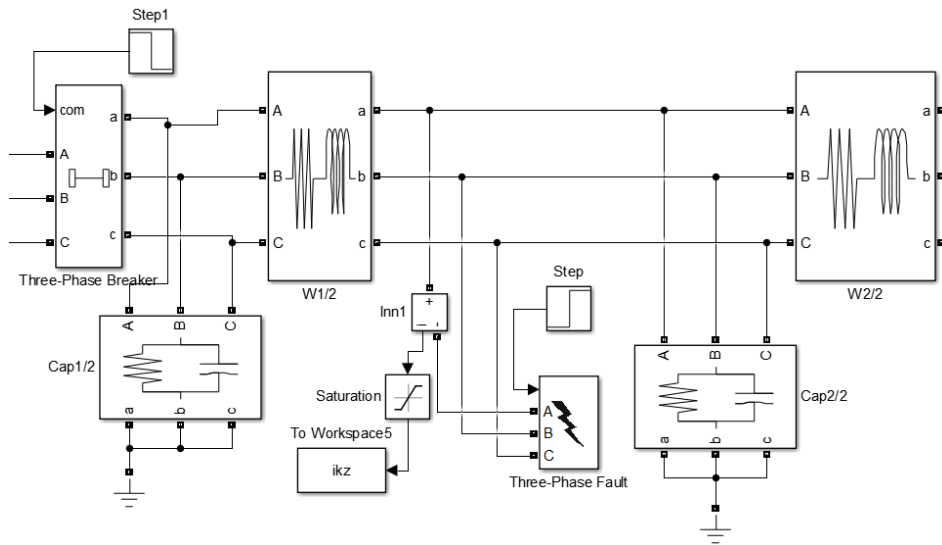 Step1
com
a
A
b
B
c
C
Three-Phase Breaker
A
a
B
b
C
c
W1/2
A
a
B
b
C
c
W2/2
Inn1
+
–
-
Step
A
B
C
Cap1/2
a
b
c
Saturation
To Workspace5
ikz
A
B
C
Three-Phase Fault
A
B
C
Cap2/2
a
b
c